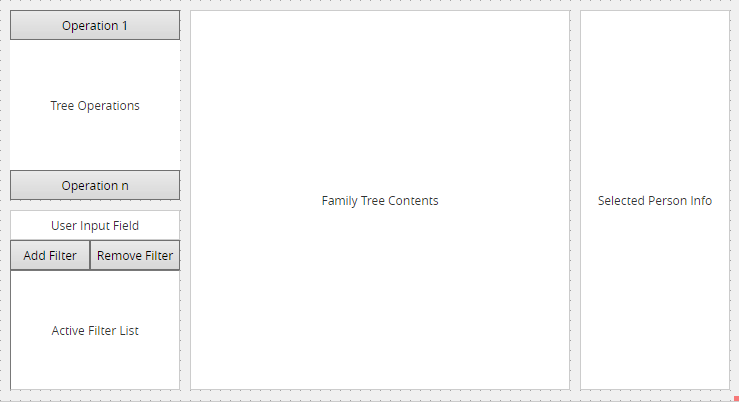 Operation 1
Tree Operations
Operation n
User Input Field
Add Filter
Remove Filter
Active Filter List
Family Tree Contents
Selected Person Info